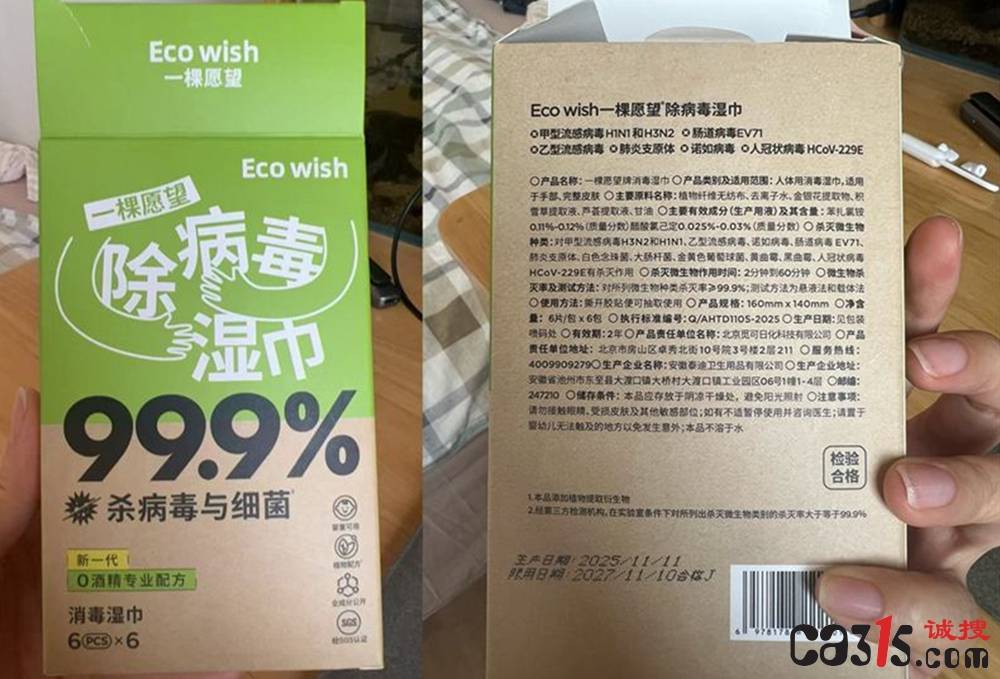 Eco wish
一棵愿望
Eco wish
一棵愿望
除病毒
湿巾
99.9%
杀病毒与细菌
婴童可用
植物配方
全成分公开
SGS
经SGS认证
新一代
0酒精专业配方
消毒湿巾
6PCS×6
Eco wish一棵愿望®除病毒湿巾
甲型流感病毒H1N1和H3N2 肠道病毒EV71
乙型流感病毒 肺炎支原体 诺如病毒 人冠状病毒HCoV-229E
产品名称：一棵愿望牌消毒湿巾 产品类别及适用范围：人体用消毒湿巾，适用
于手部、完整皮肤 主要原料名称：植物纤维无纺布、去离子水、金银花提取物、积
雪草提取液、芦荟提取液、甘油 主要有效成分(生产用液)及其含量：苯扎氯铵
0.11%-0.12%(质量分数)醋酸氯己定0.025%-0.03%(质量分数) 杀灭微生物
种类：对甲型流感病毒H3N2和H1N1、乙型流感病毒、诺如病毒、肠道病毒EV71、
肺炎支原体、白色念珠菌、大肠杆菌、金黄色葡萄球菌、黄曲霉、黑曲霉、人冠状病毒
HCoV-229E有杀灭作用 杀灭微生物作用时间：2分钟到60分钟 微生物杀
灭率及测试方法：对所列微生物种类杀灭率≥99.9%；测试方法为悬液法和载体法
使用方法：撕开胶贴便可抽取使用 产品规格：160mm×140mm 净含
量：6片/包×6包 执行标准编号：Q/AHTD1105-2025 生产日期：见包装
喷码处 有效期：2年 产品责任单位名称：北京觅可日化科技有限公司 产品
责任单位地址：北京市房山区卓秀北街10号院3号楼2层211 服务热线：
4009909279 生产企业名称：安徽泰迪卫生用品有限公司 生产企业地址：
安徽省池州市东至县大渡口镇大桥村大渡口镇工业园区06号1幢1-4层 邮编：
247210 储存条件：本品应存放于阴凉干燥处，避免阳光照射 注意事项：
请勿接触眼睛，受损皮肤及其他敏感部位；如有不适暂停使用并咨询医生；请置于
婴幼儿无法触及的地方以免发生意外；本品不溶于水
检验
合格
1.本品添加植物提取衍生物
2.经第三方检测机构，在实验室条件下对所列出杀灭微生物类别的杀灭率大于等于99.9%
生产日期：2025/11/11
限用日期：2027/11/10合格J
6 978178
ca315诚搜.com